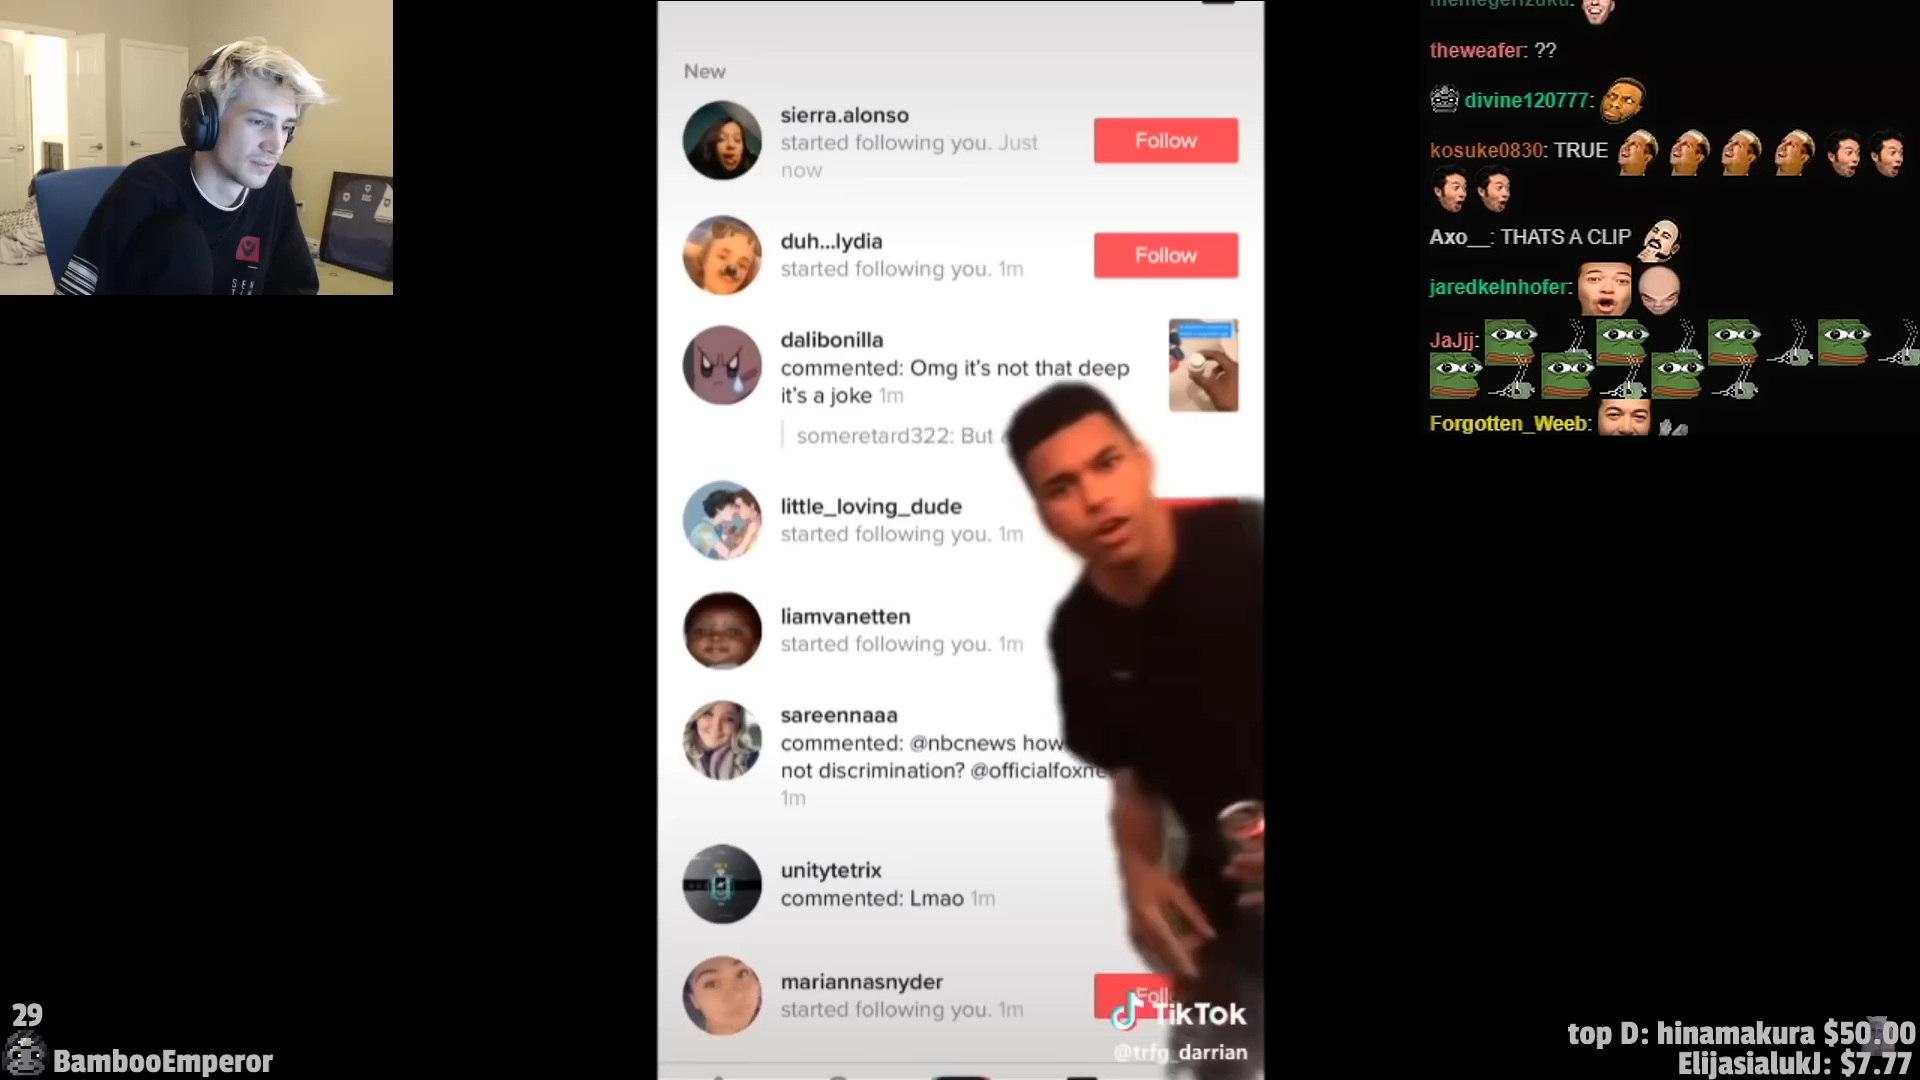 New
sierra.alonso
started following you. Just
now
Follow
duh...lydia
started following you. 1m
Follow
dalibonilla
commented: Omg it's not that deep
it's a joke 1m
someretard322: But
little_loving_dude
started following you. 1m
liamvanetten
started following you. 1m
sareennaaa
commented: @nbcnews how
not discrimination? @officialfoxne
1m
unitytetrix
commented: Lmao 1m
mariannasnyder
started following you. 1m
Foll
TikTok
@trfg_darrian
theweafer: ??
divine120777:
kosuke0830: TRUE
Axo__: THATS A CLIP
jaredkelnhofer:
JaJjj:
Forgotten_Weeb:
29
BambooEmperor
top D: hinamakura $50.00
ElijasialukJ: $7.77